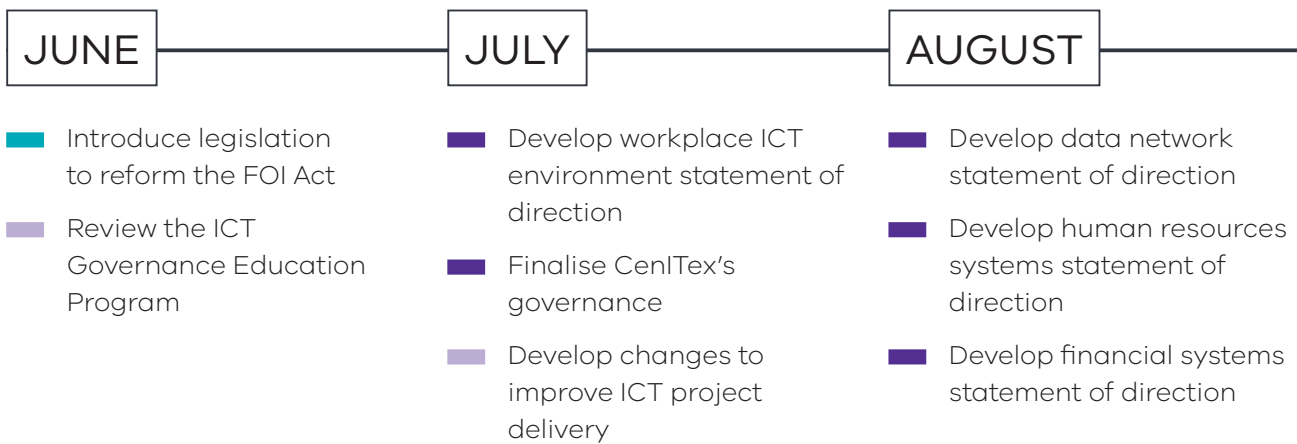 JUNE
Introduce legislation
to reform the FOI Act
Review the ICT
Governance Education
Program
JULY
Develop workplace ICT
environment statement of
direction
Finalise CenITex’s
governance
Develop changes to
improve ICT project
delivery
AUGUST
Develop data network
statement of direction
Develop human resources
systems statement of
direction
Develop financial systems
statement of direction